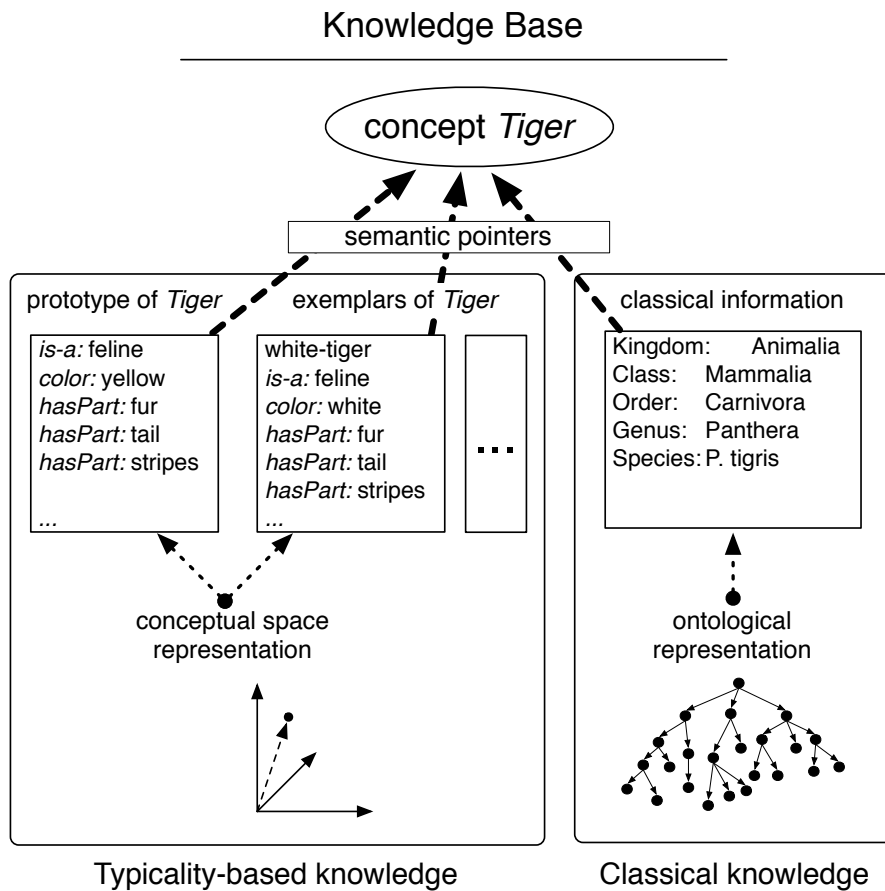 Knowledge Base
concept Tiger
semantic pointers
prototype of Tiger
is-a: feline
color: yellow
hasPart: fur
hasPart: tail
hasPart: stripes
...
exemplars of Tiger
white-tiger
is-a: feline
color: white
hasPart: fur
hasPart: tail
hasPart: stripes
...
...
conceptual space
representation
Typicality-based knowledge
classical information
Kingdom: Animalia
Class: Mammalia
Order: Carnivora
Genus: Panthera
Species: P. tigris
ontological
representation
Classical knowledge